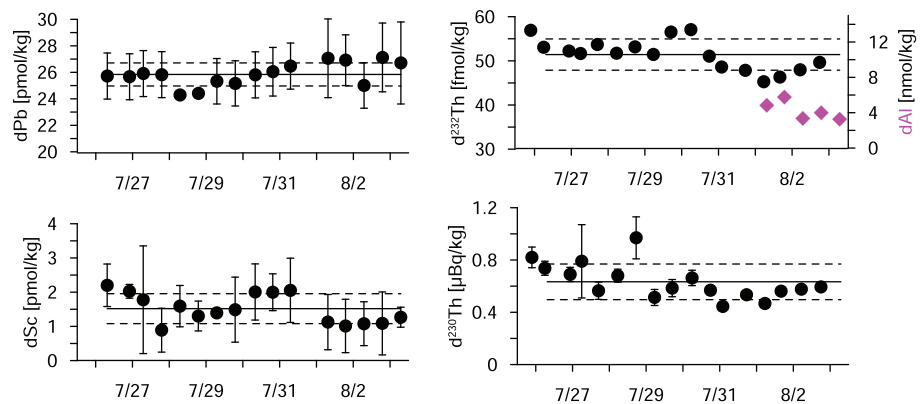 dPb [pmol/kg]
30
28
26
24
22
20
7/27 7/29 7/31 8/2
d²³²Th [fmol/kg]
60
50
40
30
12
8
4
0
dAl [nmol/kg]
7/27 7/29 7/31 8/2
dSc [pmol/kg]
4
3
2
1
0
7/27 7/29 7/31 8/2
d²³⁰Th [µBq/kg]
1.2
0.8
0.4
0
7/27 7/29 7/31 8/2